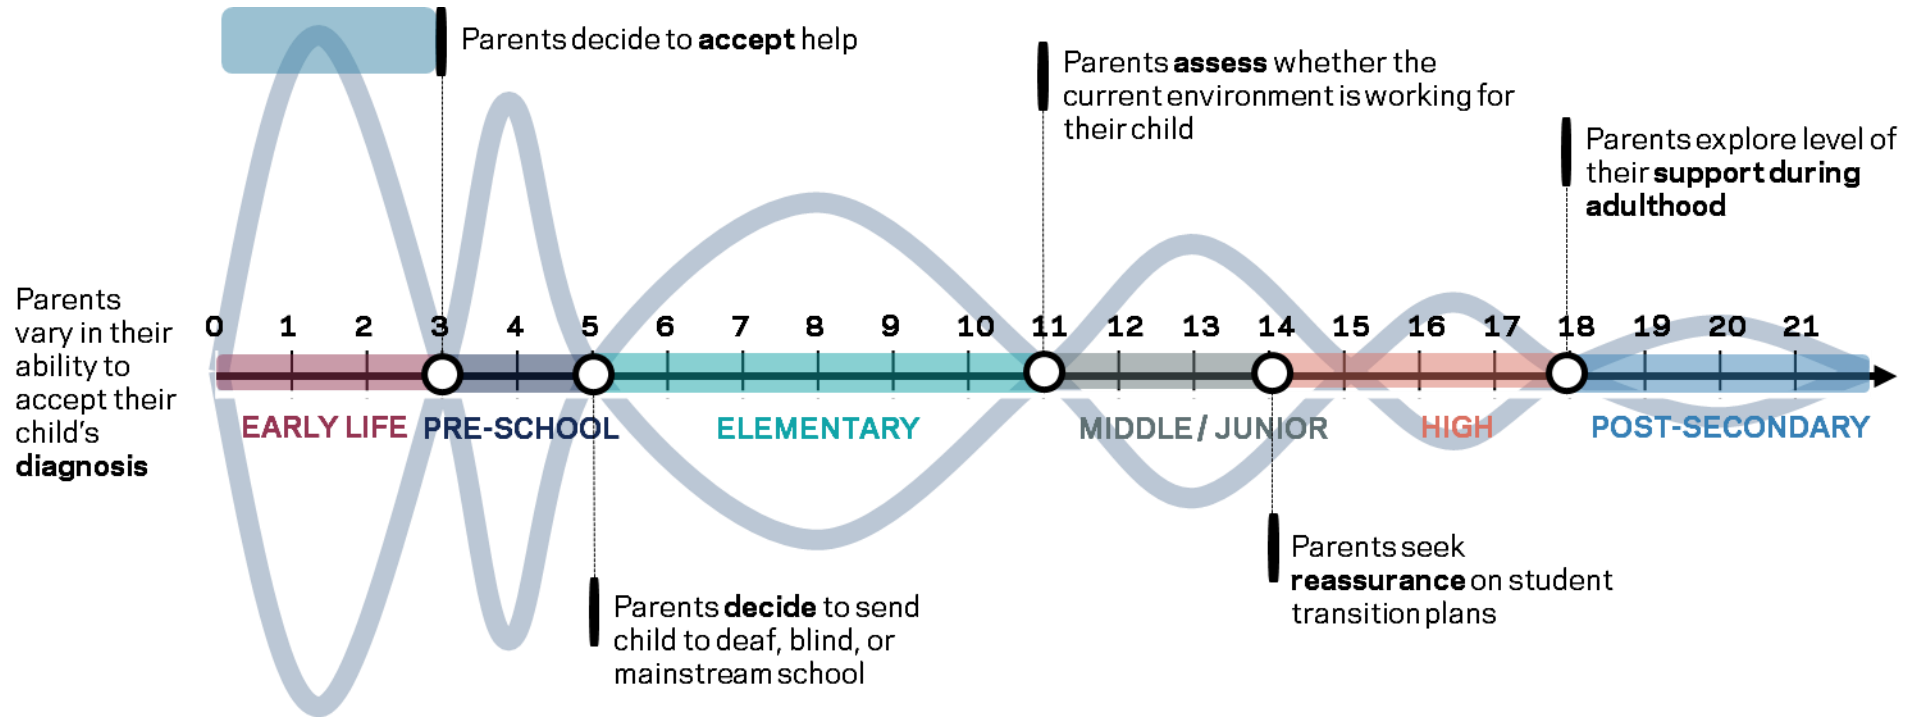 Parents decide to accept help
Parents assess whether the
current environment is working for
their child
Parents explore level of
their support during
adulthood
Parents
vary in their
ability to
accept their
child's
diagnosis
0 1 2 3 4 5 6 7 8 9 10 11 12 13 14 15 16 17 18 19 20 21
EARLY LIFE PRE-SCHOOL ELEMENTARY MIDDLE / JUNIOR HIGH POST-SECONDARY
Parents decide to send
child to deaf, blind, or
mainstream school
Parents seek
reassurance on student
transition plans